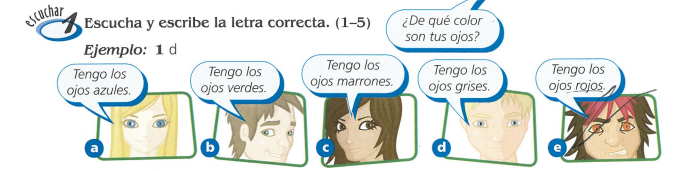 escuchar 1 Escucha y escribe la letra correcta. (1–5)
¿De qué color
son tus ojos?
Ejemplo: 1 d
Tengo los
ojos azules.
Tengo los
ojos verdes.
Tengo los
ojos marrones.
Tengo los
ojos grises.
Tengo los
ojos rojos.
a
b
c
d
e